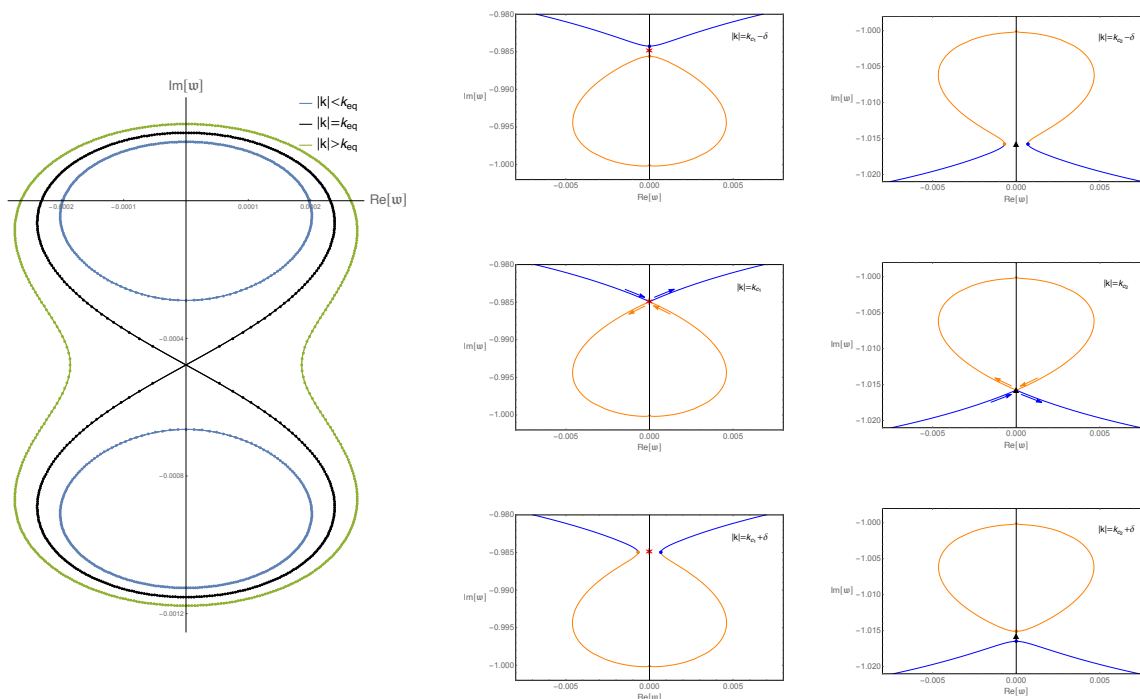 Im[𝔴]
|k|<k_eq
|k|=k_eq
|k|>k_eq
Re[𝔴]
-0.0002
-0.0001
0.0001
0.0002
-0.0004
-0.0008
-0.0012
-0.980
-0.985
-0.990
-0.995
-1.000
Im[𝔴]
|k|=k_c₁-δ
-0.005
0.000
0.005
Re[𝔴]
-1.000
-1.005
-1.010
-1.015
-1.020
Im[𝔴]
|k|=k_c₂-δ
-0.005
0.000
0.005
Re[𝔴]
-0.980
-0.985
-0.990
-0.995
-1.000
Im[𝔴]
|k|=k_c₁
-0.005
0.000
0.005
Re[𝔴]
-1.000
-1.005
-1.010
-1.015
-1.020
Im[𝔴]
|k|=k_c₂
-0.005
0.000
0.005
Re[𝔴]
-0.980
-0.985
-0.990
-0.995
-1.000
Im[𝔴]
|k|=k_c₁+δ
-0.005
0.000
0.005
Re[𝔴]
-1.000
-1.005
-1.010
-1.015
-1.020
Im[𝔴]
|k|=k_c₂+δ
-0.005
0.000
0.005
Re[𝔴]